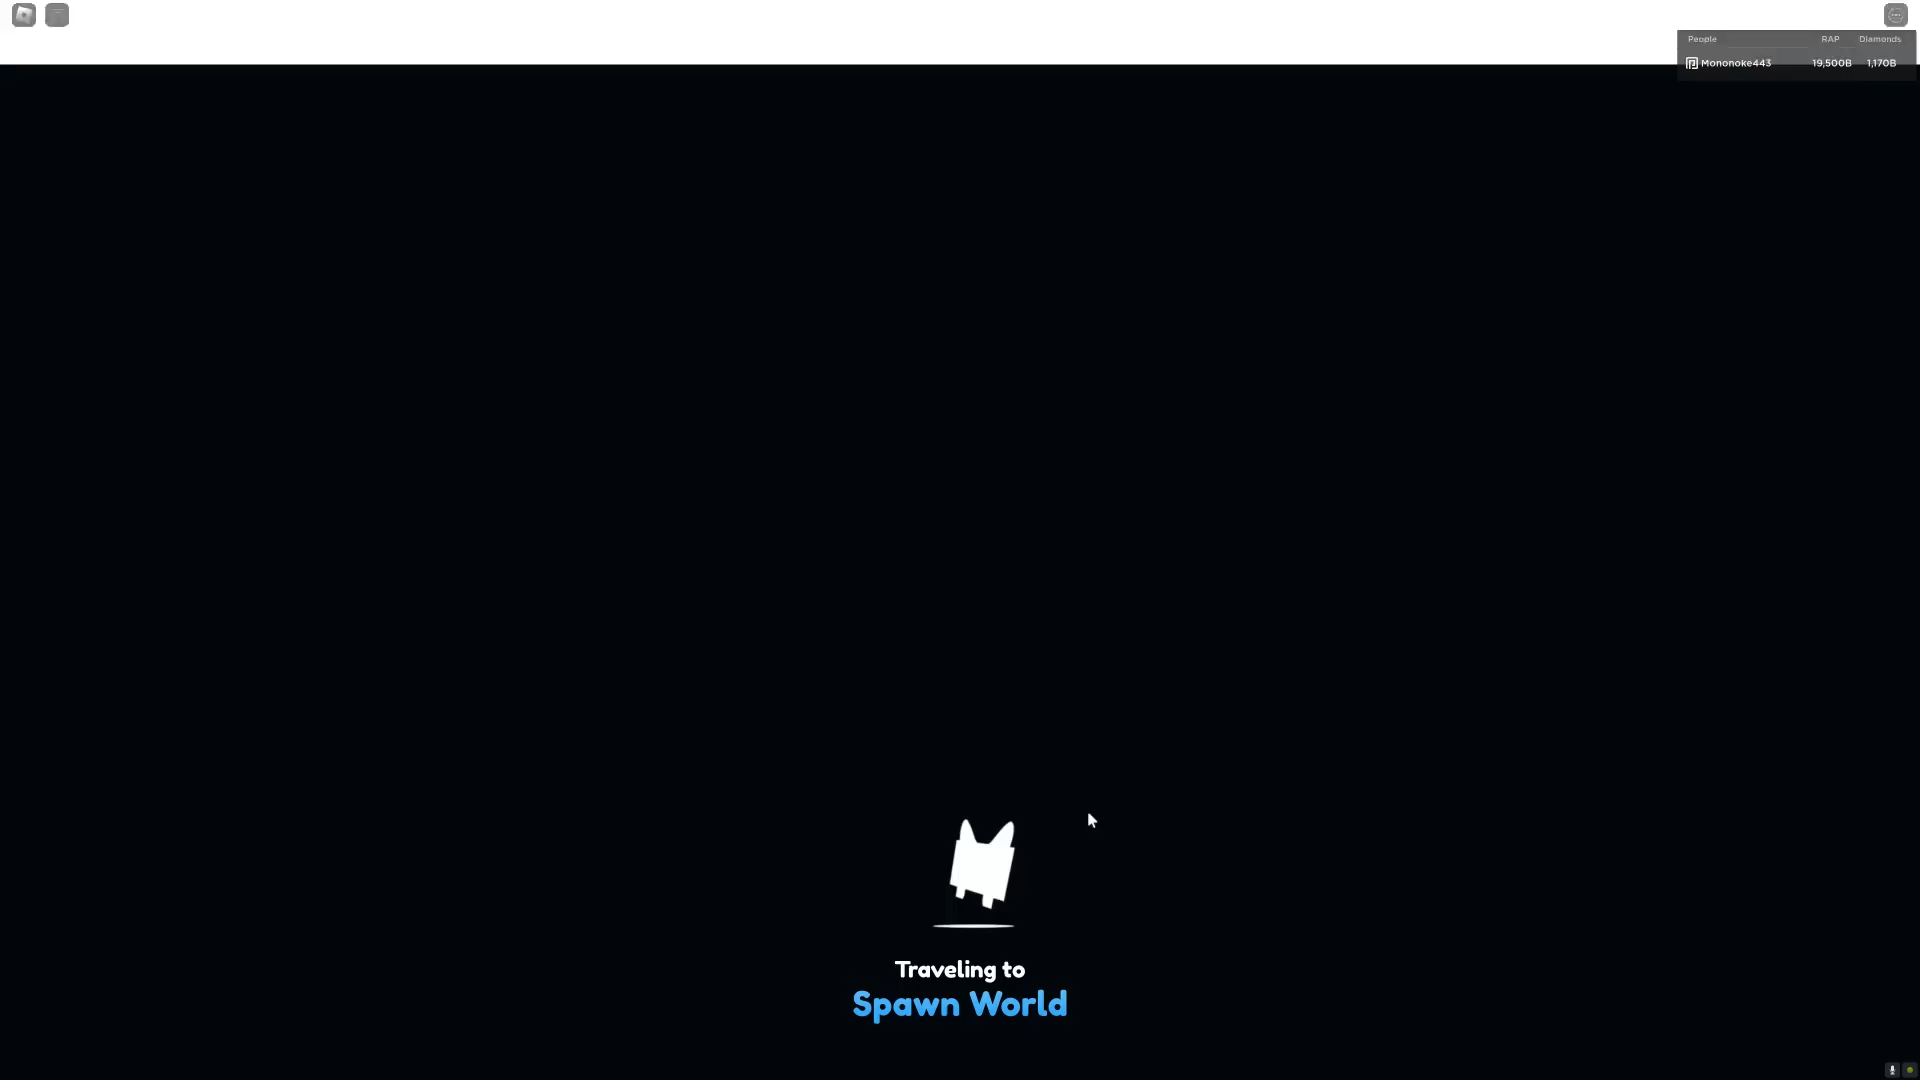 People RAP Diamonds
Mononoke443 19,500B 1,170B
Traveling to
Spawn World